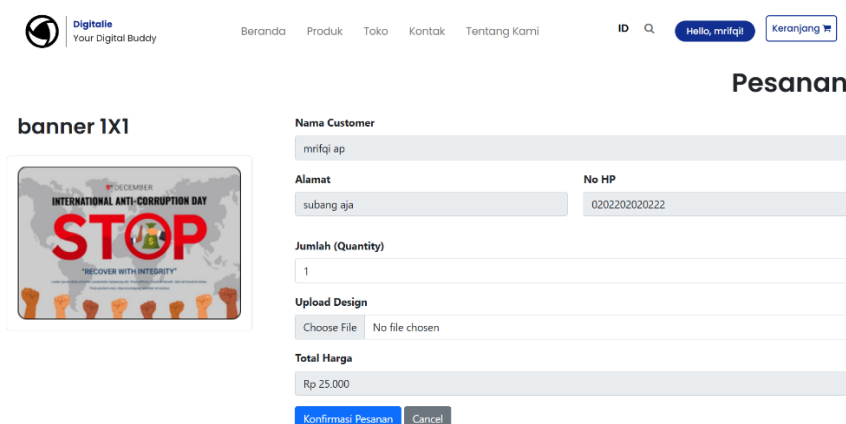 Digitalie
Your Digital Buddy
Beranda Produk Toko Kontak Tentang Kami ID Hello, mrifqi! Keranjang
Pesanan
banner 1X1
9 DECEMBER
INTERNATIONAL ANTI-CORRUPTION DAY
STOP
"RECOVER WITH INTEGRITY"
Nama Customer
mrifqi ap
Alamat No HP
subang aja 0202202020222
Jumlah (Quantity)
1
Upload Design
Choose File No file chosen
Total Harga
Rp 25.000
Konfirmasi Pesanan Cancel